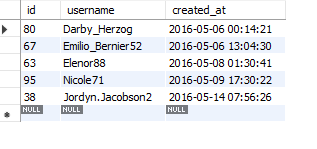 id username created_at
80 Darby_Herzog 2016-05-06 00:14:21
67 Emilio_Bernier52 2016-05-06 13:04:30
63 Elenor88 2016-05-08 01:30:41
95 Nicole71 2016-05-09 17:30:22
38 Jordyn.Jacobson2 2016-05-14 07:56:26
NULL NULL NULL